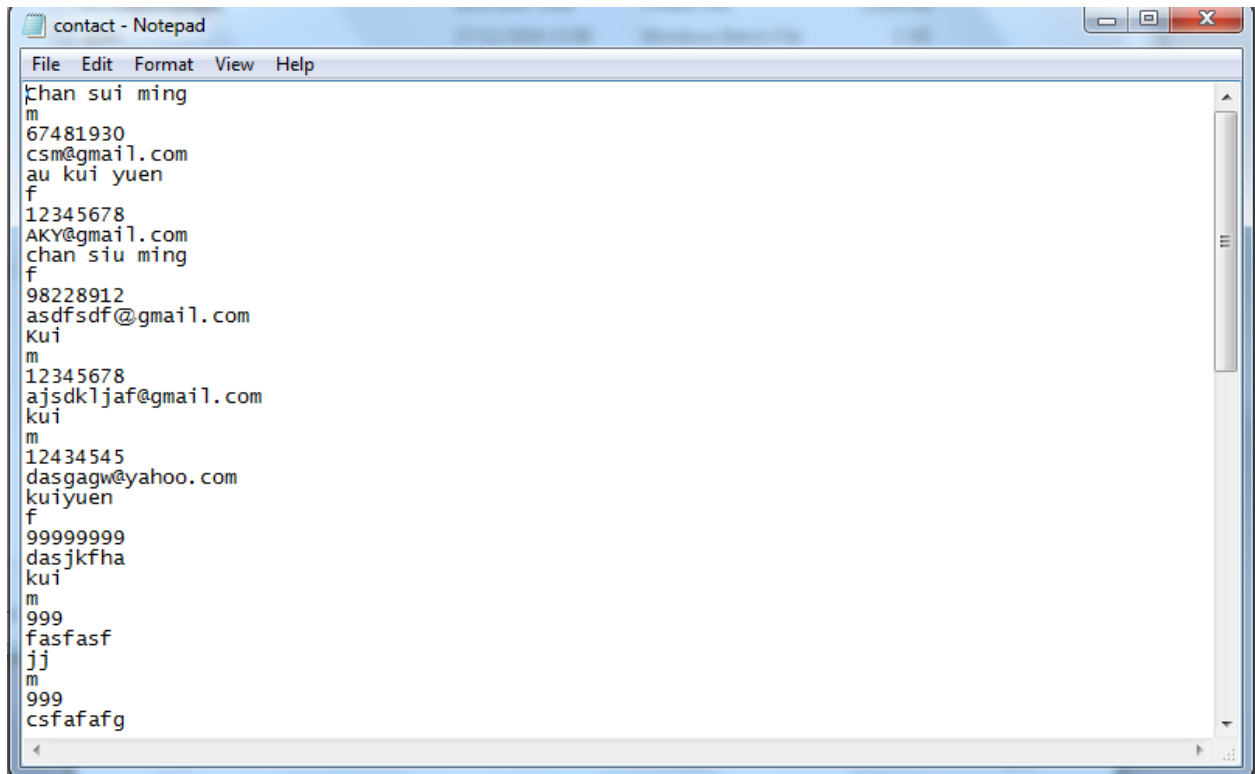 contact - Notepad
File Edit Format View Help
Chan sui ming
m
67481930
csm@gmail.com
au kui yuen
f
12345678
AKY@gmail.com
chan siu ming
f
98228912
asdfsdf@gmail.com
Kui
m
12345678
ajsdkljaf@gmail.com
kui
m
12434545
dasgagw@yahoo.com
kuiyuen
f
99999999
dasjkfha
kui
m
999
fasfasf
jj
m
999
csfafafg